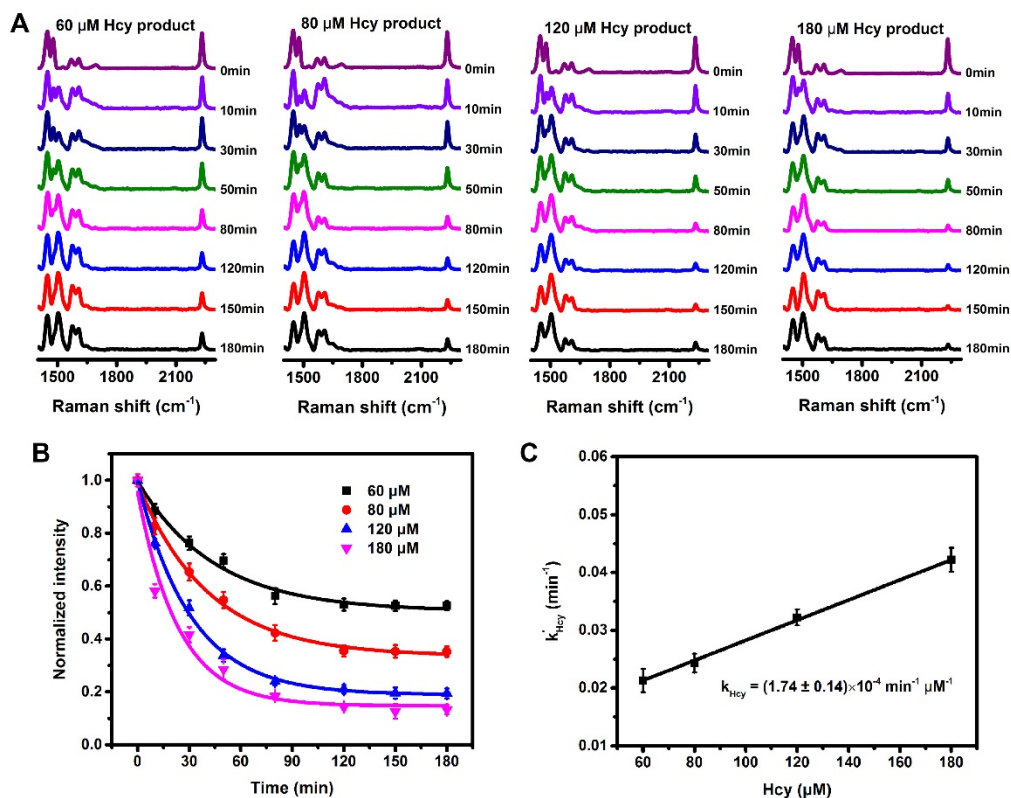 A
60 µM Hcy product
0min
10min
30min
50min
80min
120min
150min
180min
1500 1800 2100
Raman shift (cm⁻¹)
80 µM Hcy product
0min
10min
30min
50min
80min
120min
150min
180min
1500 1800 2100
Raman shift (cm⁻¹)
120 µM Hcy product
0min
10min
30min
50min
80min
120min
150min
180min
1500 1800 2100
Raman shift (cm⁻¹)
180 µM Hcy product
0min
10min
30min
50min
80min
120min
150min
180min
1500 1800 2100
Raman shift (cm⁻¹)
B
Normalized intensity
1.0
0.8
0.6
0.4
0.2
0.0
60 µM
80 µM
120 µM
180 µM
0 30 60 90 120 150 180
Time (min)
C
k'Hcy (min⁻¹)
0.06
0.05
0.04
0.03
0.02
0.01
kHcy = (1.74 ± 0.14)×10⁻⁴ min⁻¹ µM⁻¹
60 80 100 120 140 160 180
Hcy (µM)